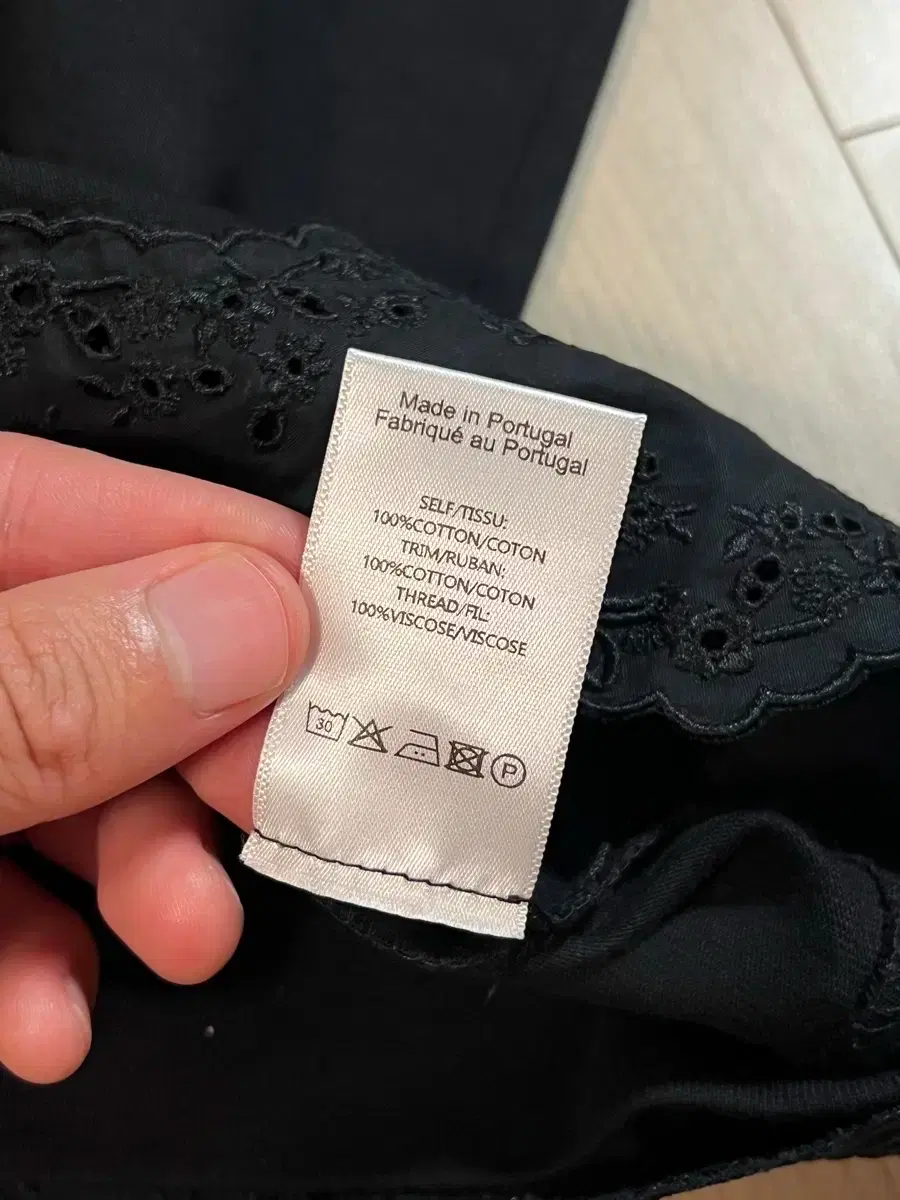 Made in Portugal
Fabriqué au Portugal
SELF/TISSU:
100%COTTON/COTON
TRIM/RUBAN:
100%COTTON/COTON
THREAD/FIL:
100%VISCOSE/VISCOSE
30 P